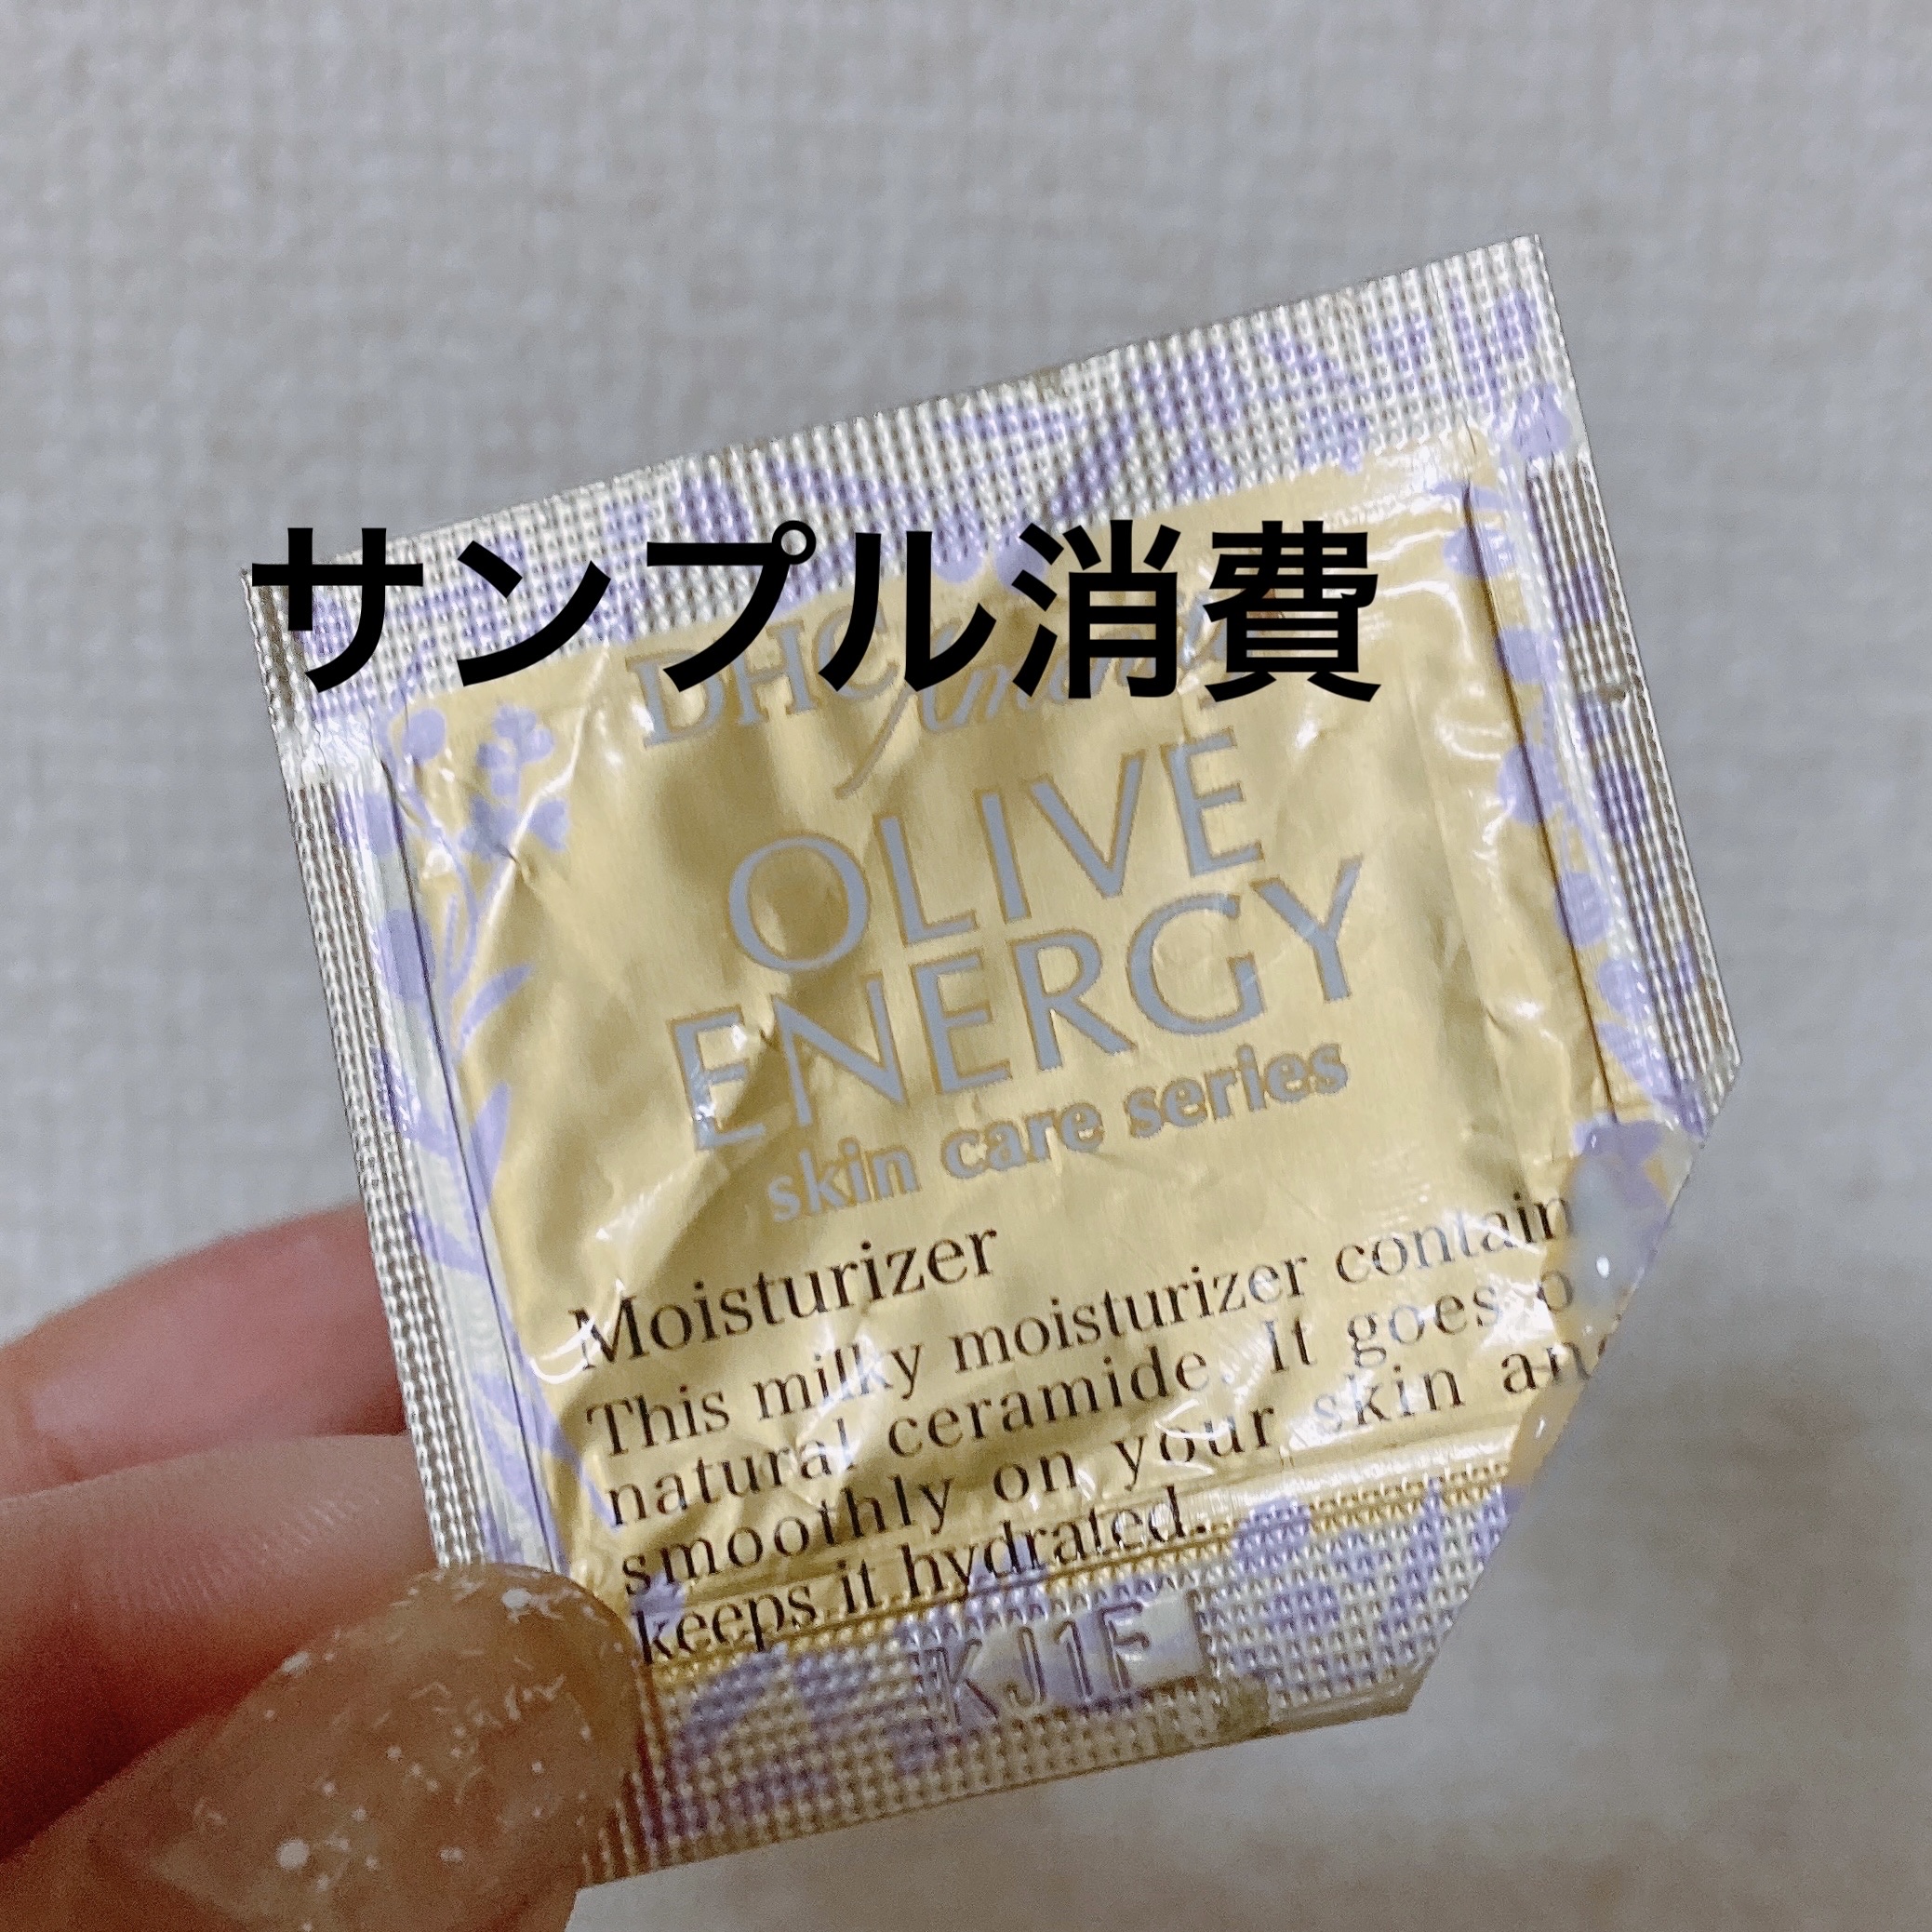 サンプル消費
DHC
OLIVE
ENERGY
skin care series
Moisturizer
This milky moisturizer contain
natural ceramide. It goes o
smoothly on your skin and
keeps it hydrated.
KJ1F